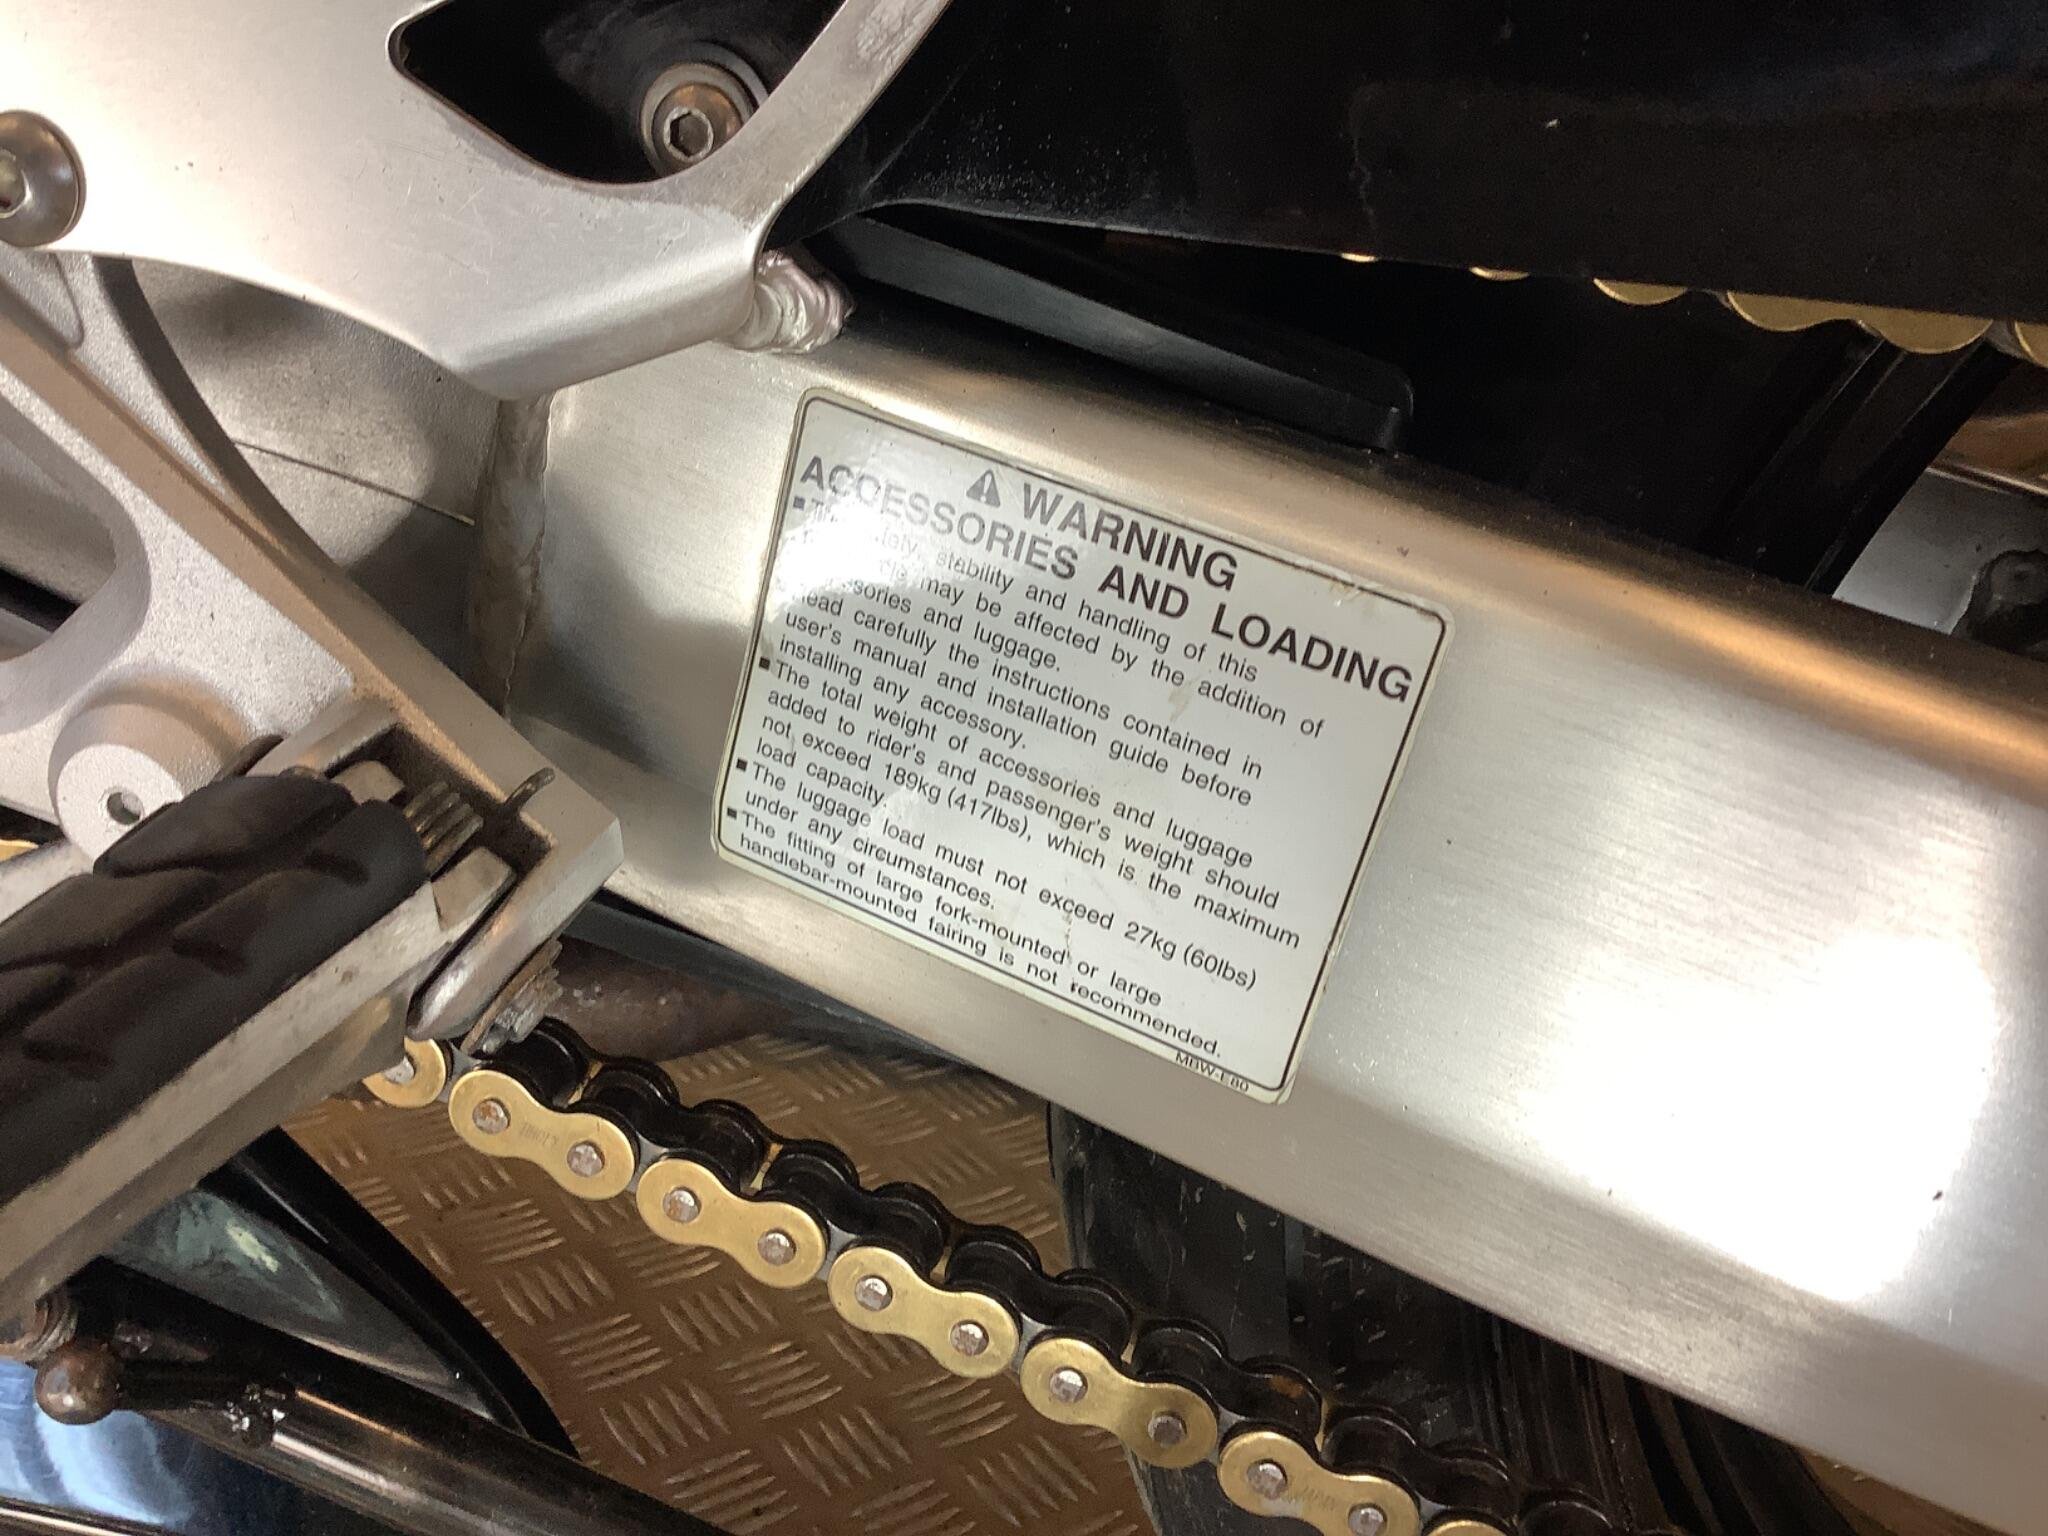 ⚠ WARNING
ACCESSORIES AND LOADING
■ The safety, stability and handling of this
may be affected by the addition of
accessories and luggage.
Read carefully the instructions contained in
user's manual and installation guide before
installing any accessory.
■ The total weight of accessories and luggage
added to rider's and passenger's weight should
not exceed 189kg (417lbs), which is the maximum
load capacity.
■ The luggage load must not exceed 27kg (60lbs)
under any circumstances.
■ The fitting of large fork-mounted or large
handlebar-mounted fairing is not recommended.
JAPAN